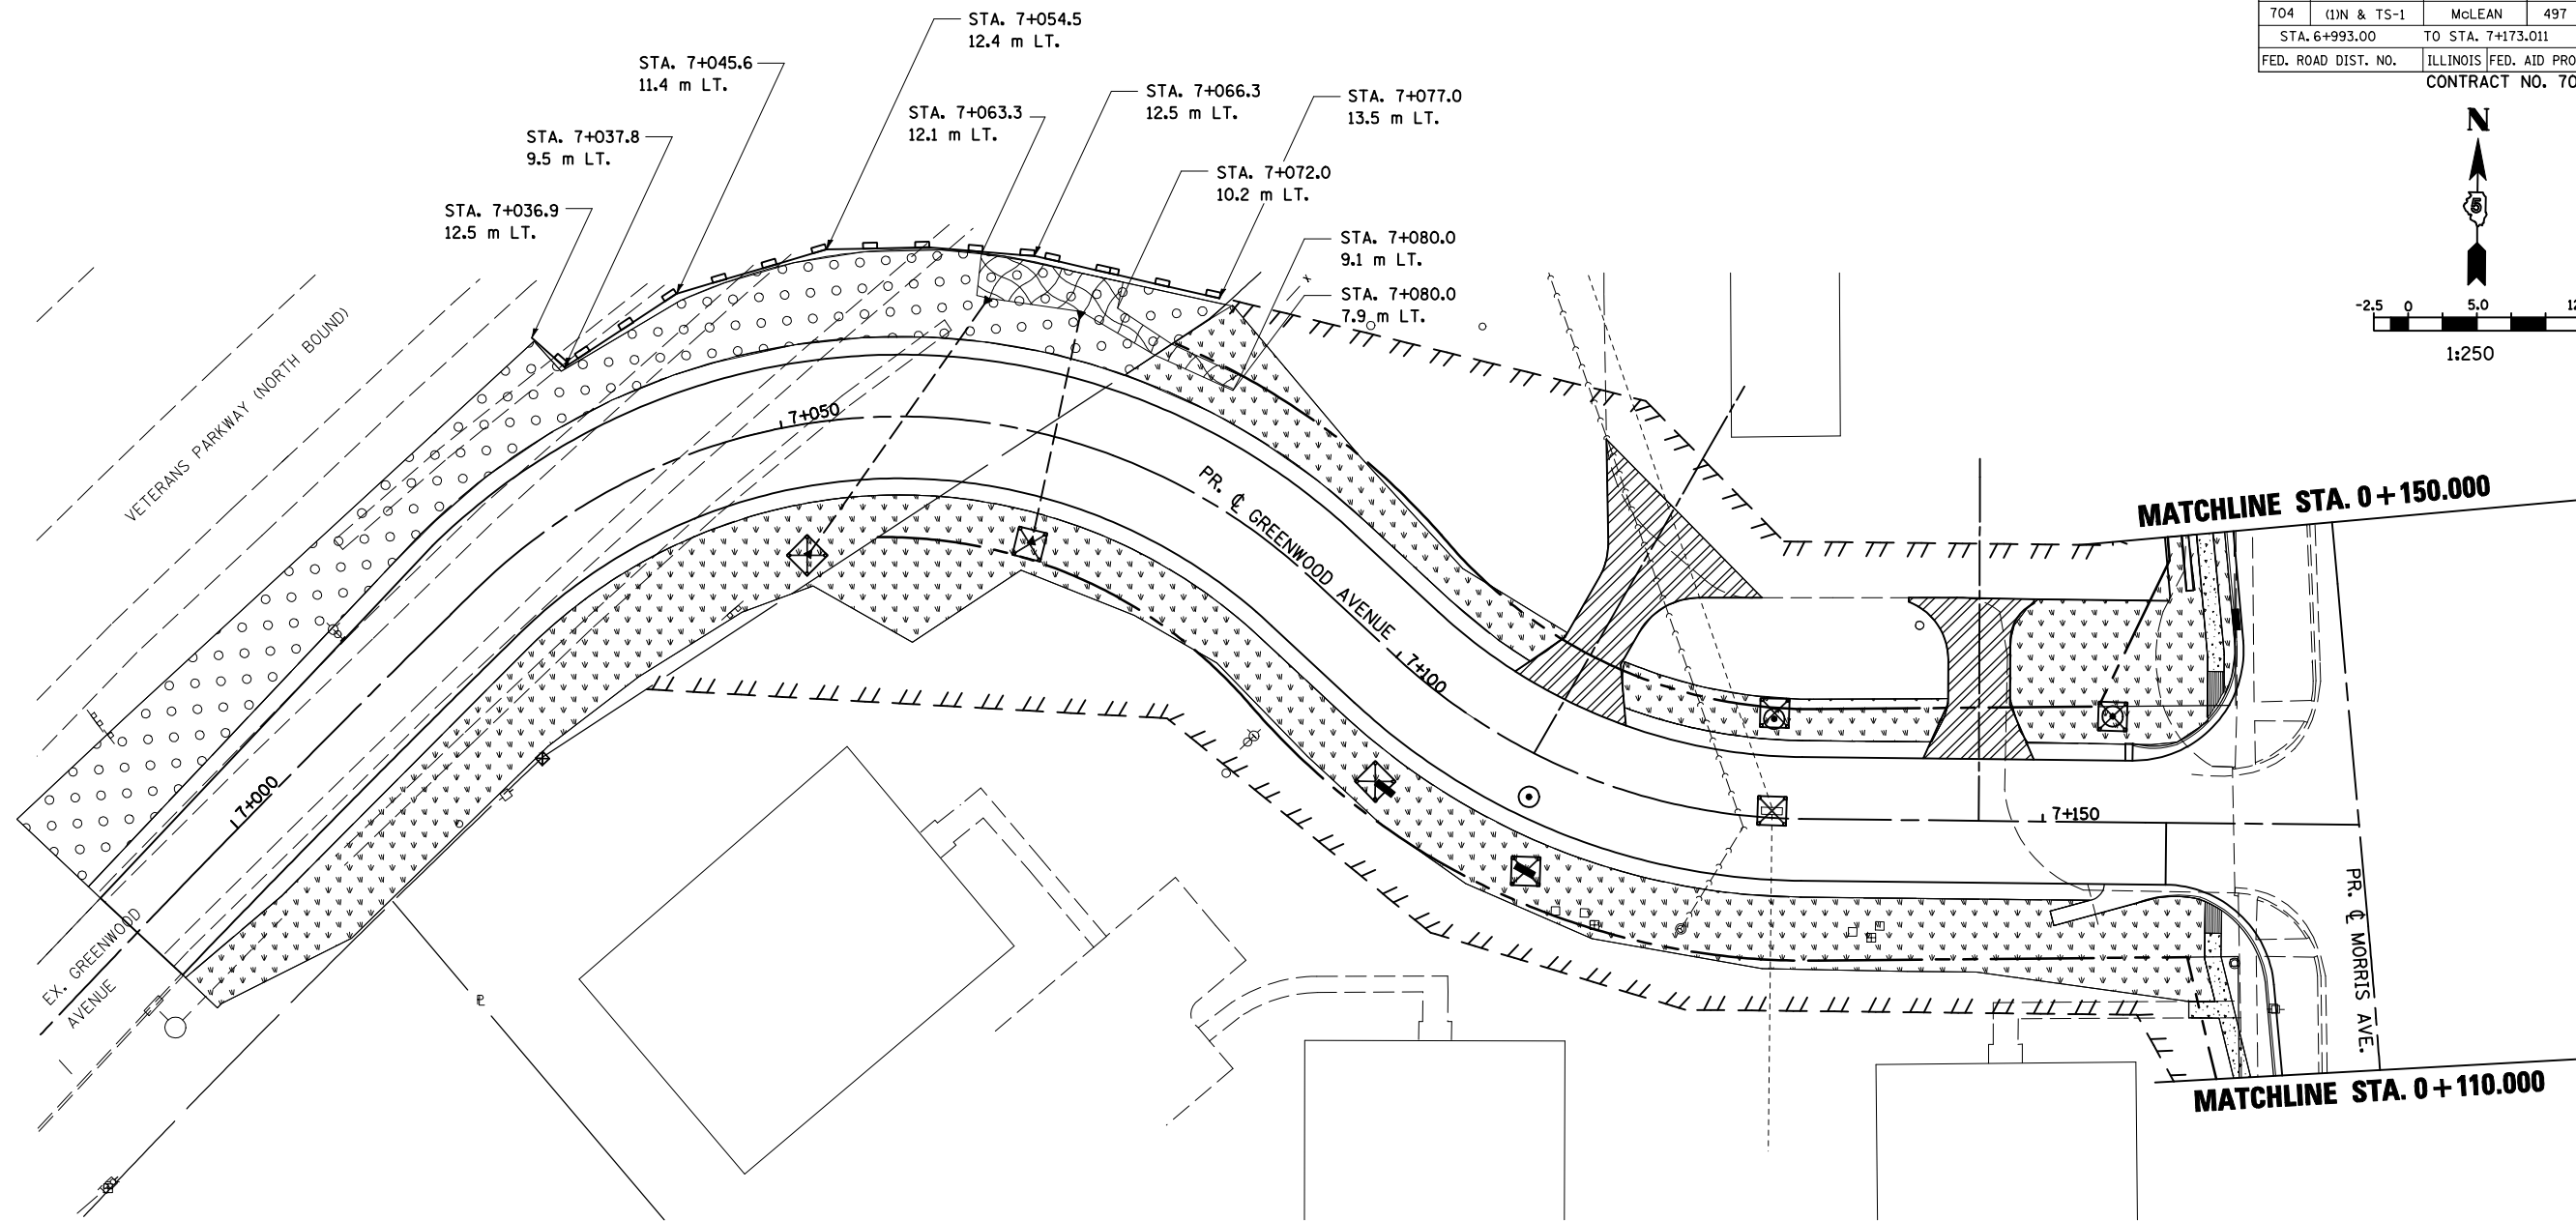 704 (1)N & TS-1 McLEAN 497
STA. 6+993.00 TO STA. 7+173.011
FED. ROAD DIST. NO. ILLINOIS FED. AID PRO
CONTRACT NO. 70
N
5
-2.5 0 5.0 12
1:250
STA. 7+054.5
12.4 m LT.
STA. 7+045.6
11.4 m LT.
STA. 7+066.3
12.5 m LT.
STA. 7+077.0
13.5 m LT.
STA. 7+063.3
12.1 m LT.
STA. 7+037.8
9.5 m LT.
STA. 7+072.0
10.2 m LT.
STA. 7+036.9
12.5 m LT.
STA. 7+080.0
9.1 m LT.
STA. 7+080.0
7.9 m LT.
VETERANS PARKWAY (NORTH BOUND)
7+050
PR. ℄ GREENWOOD AVENUE
MATCHLINE STA. 0+150.000
7+100
7+000
7+150
EX. GREENWOOD
AVENUE
PR. ℄ MORRIS AVE.
MATCHLINE STA. 0+110.000